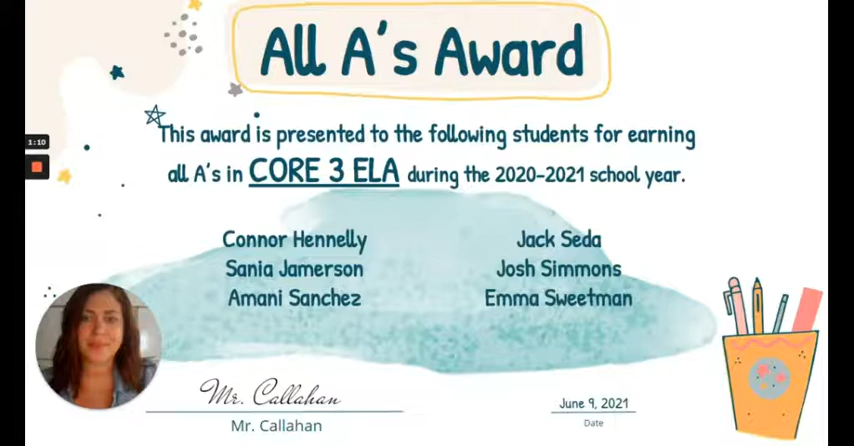 All A's Award
This award is presented to the following students for earning
all A's in CORE 3 ELA during the 2020-2021 school year.
1:10
Connor Hennelly
Jack Seda
Sania Jamerson
Josh Simmons
Amani Sanchez
Emma Sweetman
Mr. Callahan
Mr. Callahan
June 9, 2021
Date